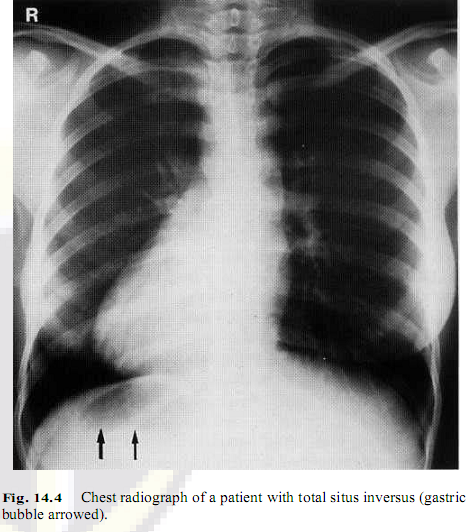 R
Fig. 14.4 Chest radiograph of a patient with total situs inversus (gastric
bubble arrowed).